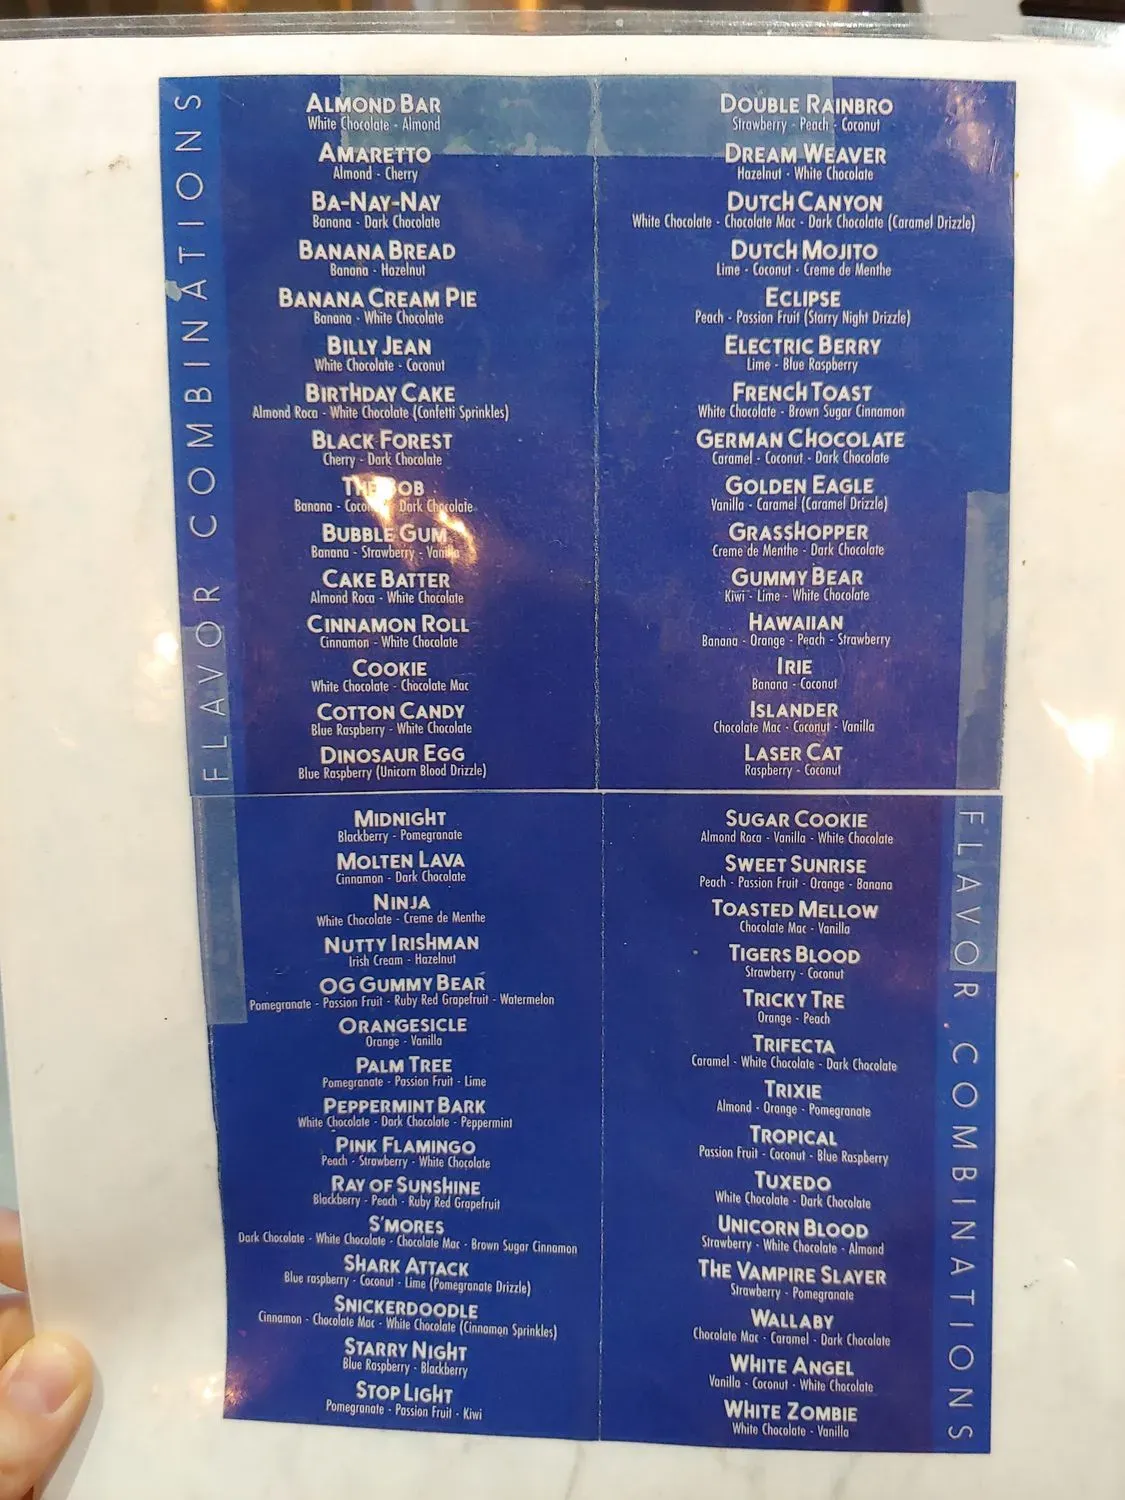 FLAVOR COMBINATIONS
ALMOND BAR
White Chocolate - Almond
AMARETTO
Almond - Cherry
BA-NAY-NAY
Banana - Dark Chocolate
BANANA BREAD
Banana - Hazelnut
BANANA CREAM PIE
Banana - White Chocolate
BILLY JEAN
White Chocolate - Coconut
BIRTHDAY CAKE
Almond Roca - White Chocolate (Confetti Sprinkles)
BLACK FOREST
Cherry - Dark Chocolate
THE BOB
Banana - Coconut - Dark Chocolate
BUBBLE GUM
Banana - Strawberry - Vanilla
CAKE BATTER
Almond Roca - White Chocolate
CINNAMON ROLL
Cinnamon - White Chocolate
COOKIE
White Chocolate - Chocolate Mac
COTTON CANDY
Blue Raspberry - White Chocolate
DINOSAUR EGG
Blue Raspberry (Unicorn Blood Drizzle)
DOUBLE RAINBRO
Strawberry - Peach - Coconut
DREAM WEAVER
Hazelnut - White Chocolate
DUTCH CANYON
White Chocolate - Chocolate Mac - Dark Chocolate (Caramel Drizzle)
DUTCH MOJITO
Lime - Coconut - Creme de Menthe
ECLIPSE
Peach - Passion Fruit (Starry Night Drizzle)
ELECTRIC BERRY
Lime - Blue Raspberry
FRENCH TOAST
White Chocolate - Brown Sugar Cinnamon
GERMAN CHOCOLATE
Caramel - Coconut - Dark Chocolate
GOLDEN EAGLE
Vanilla - Caramel (Caramel Drizzle)
GRASSHOPPER
Creme de Menthe - Dark Chocolate
GUMMY BEAR
Kiwi - Lime - White Chocolate
HAWAIIAN
Banana - Orange - Peach - Strawberry
IRIE
Banana - Coconut
ISLANDER
Chocolate Mac - Coconut - Vanilla
LASER CAT
Raspberry - Coconut
MIDNIGHT
Blackberry - Pomegranate
MOLTEN LAVA
Cinnamon - Dark Chocolate
NINJA
White Chocolate - Creme de Menthe
NUTTY IRISHMAN
Irish Cream - Hazelnut
OG GUMMY BEAR
Pomegranate - Passion Fruit - Ruby Red Grapefruit - Watermelon
ORANGESICLE
Orange - Vanilla
PALM TREE
Pomegranate - Passion Fruit - Lime
PEPPERMINT BARK
White Chocolate - Dark Chocolate - Peppermint
PINK FLAMINGO
Peach - Strawberry - White Chocolate
RAY OF SUNSHINE
Blackberry - Peach - Ruby Red Grapefruit
S'MORES
Dark Chocolate - White Chocolate - Chocolate Mac - Brown Sugar Cinnamon
SHARK ATTACK
Blue raspberry - Coconut - Lime (Pomegranate Drizzle)
SNICKERDOODLE
Cinnamon - Chocolate Mac - White Chocolate (Cinnamon Sprinkles)
STARRY NIGHT
Blue Raspberry - Blackberry
STOP LIGHT
Pomegranate - Passion Fruit - Kiwi
SUGAR COOKIE
Almond Roca - Vanilla - White Chocolate
SWEET SUNRISE
Peach - Passion Fruit - Orange - Banana
TOASTED MELLOW
Chocolate Mac - Vanilla
TIGERS BLOOD
Strawberry - Coconut
TRICKY TRE
Orange - Peach
TRIFECTA
Caramel - White Chocolate - Dark Chocolate
TRIXIE
Almond - Orange - Pomegranate
TROPICAL
Passion Fruit - Coconut - Blue Raspberry
TUXEDO
White Chocolate - Dark Chocolate
UNICORN BLOOD
Strawberry - White Chocolate - Almond
THE VAMPIRE SLAYER
Strawberry - Pomegranate
WALLABY
Chocolate Mac - Caramel - Dark Chocolate
WHITE ANGEL
Vanilla - Coconut - White Chocolate
WHITE ZOMBIE
White Chocolate - Vanilla
FLAVOR COMBINATIONS